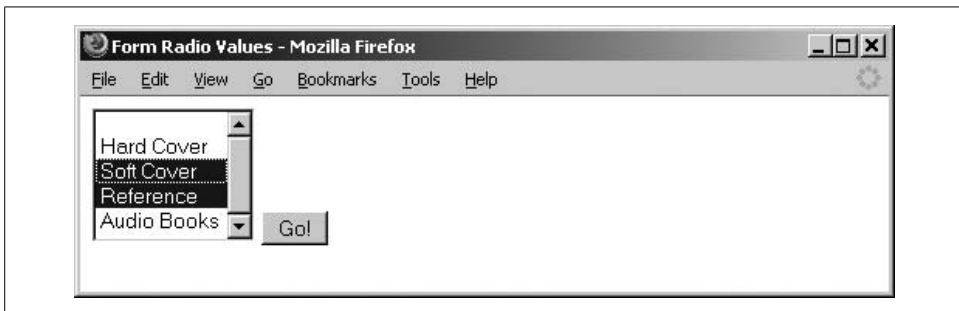 Form Radio Values - Mozilla Firefox
File Edit View Go Bookmarks Tools Help
Hard Cover
Soft Cover
Reference
Audio Books
Go!